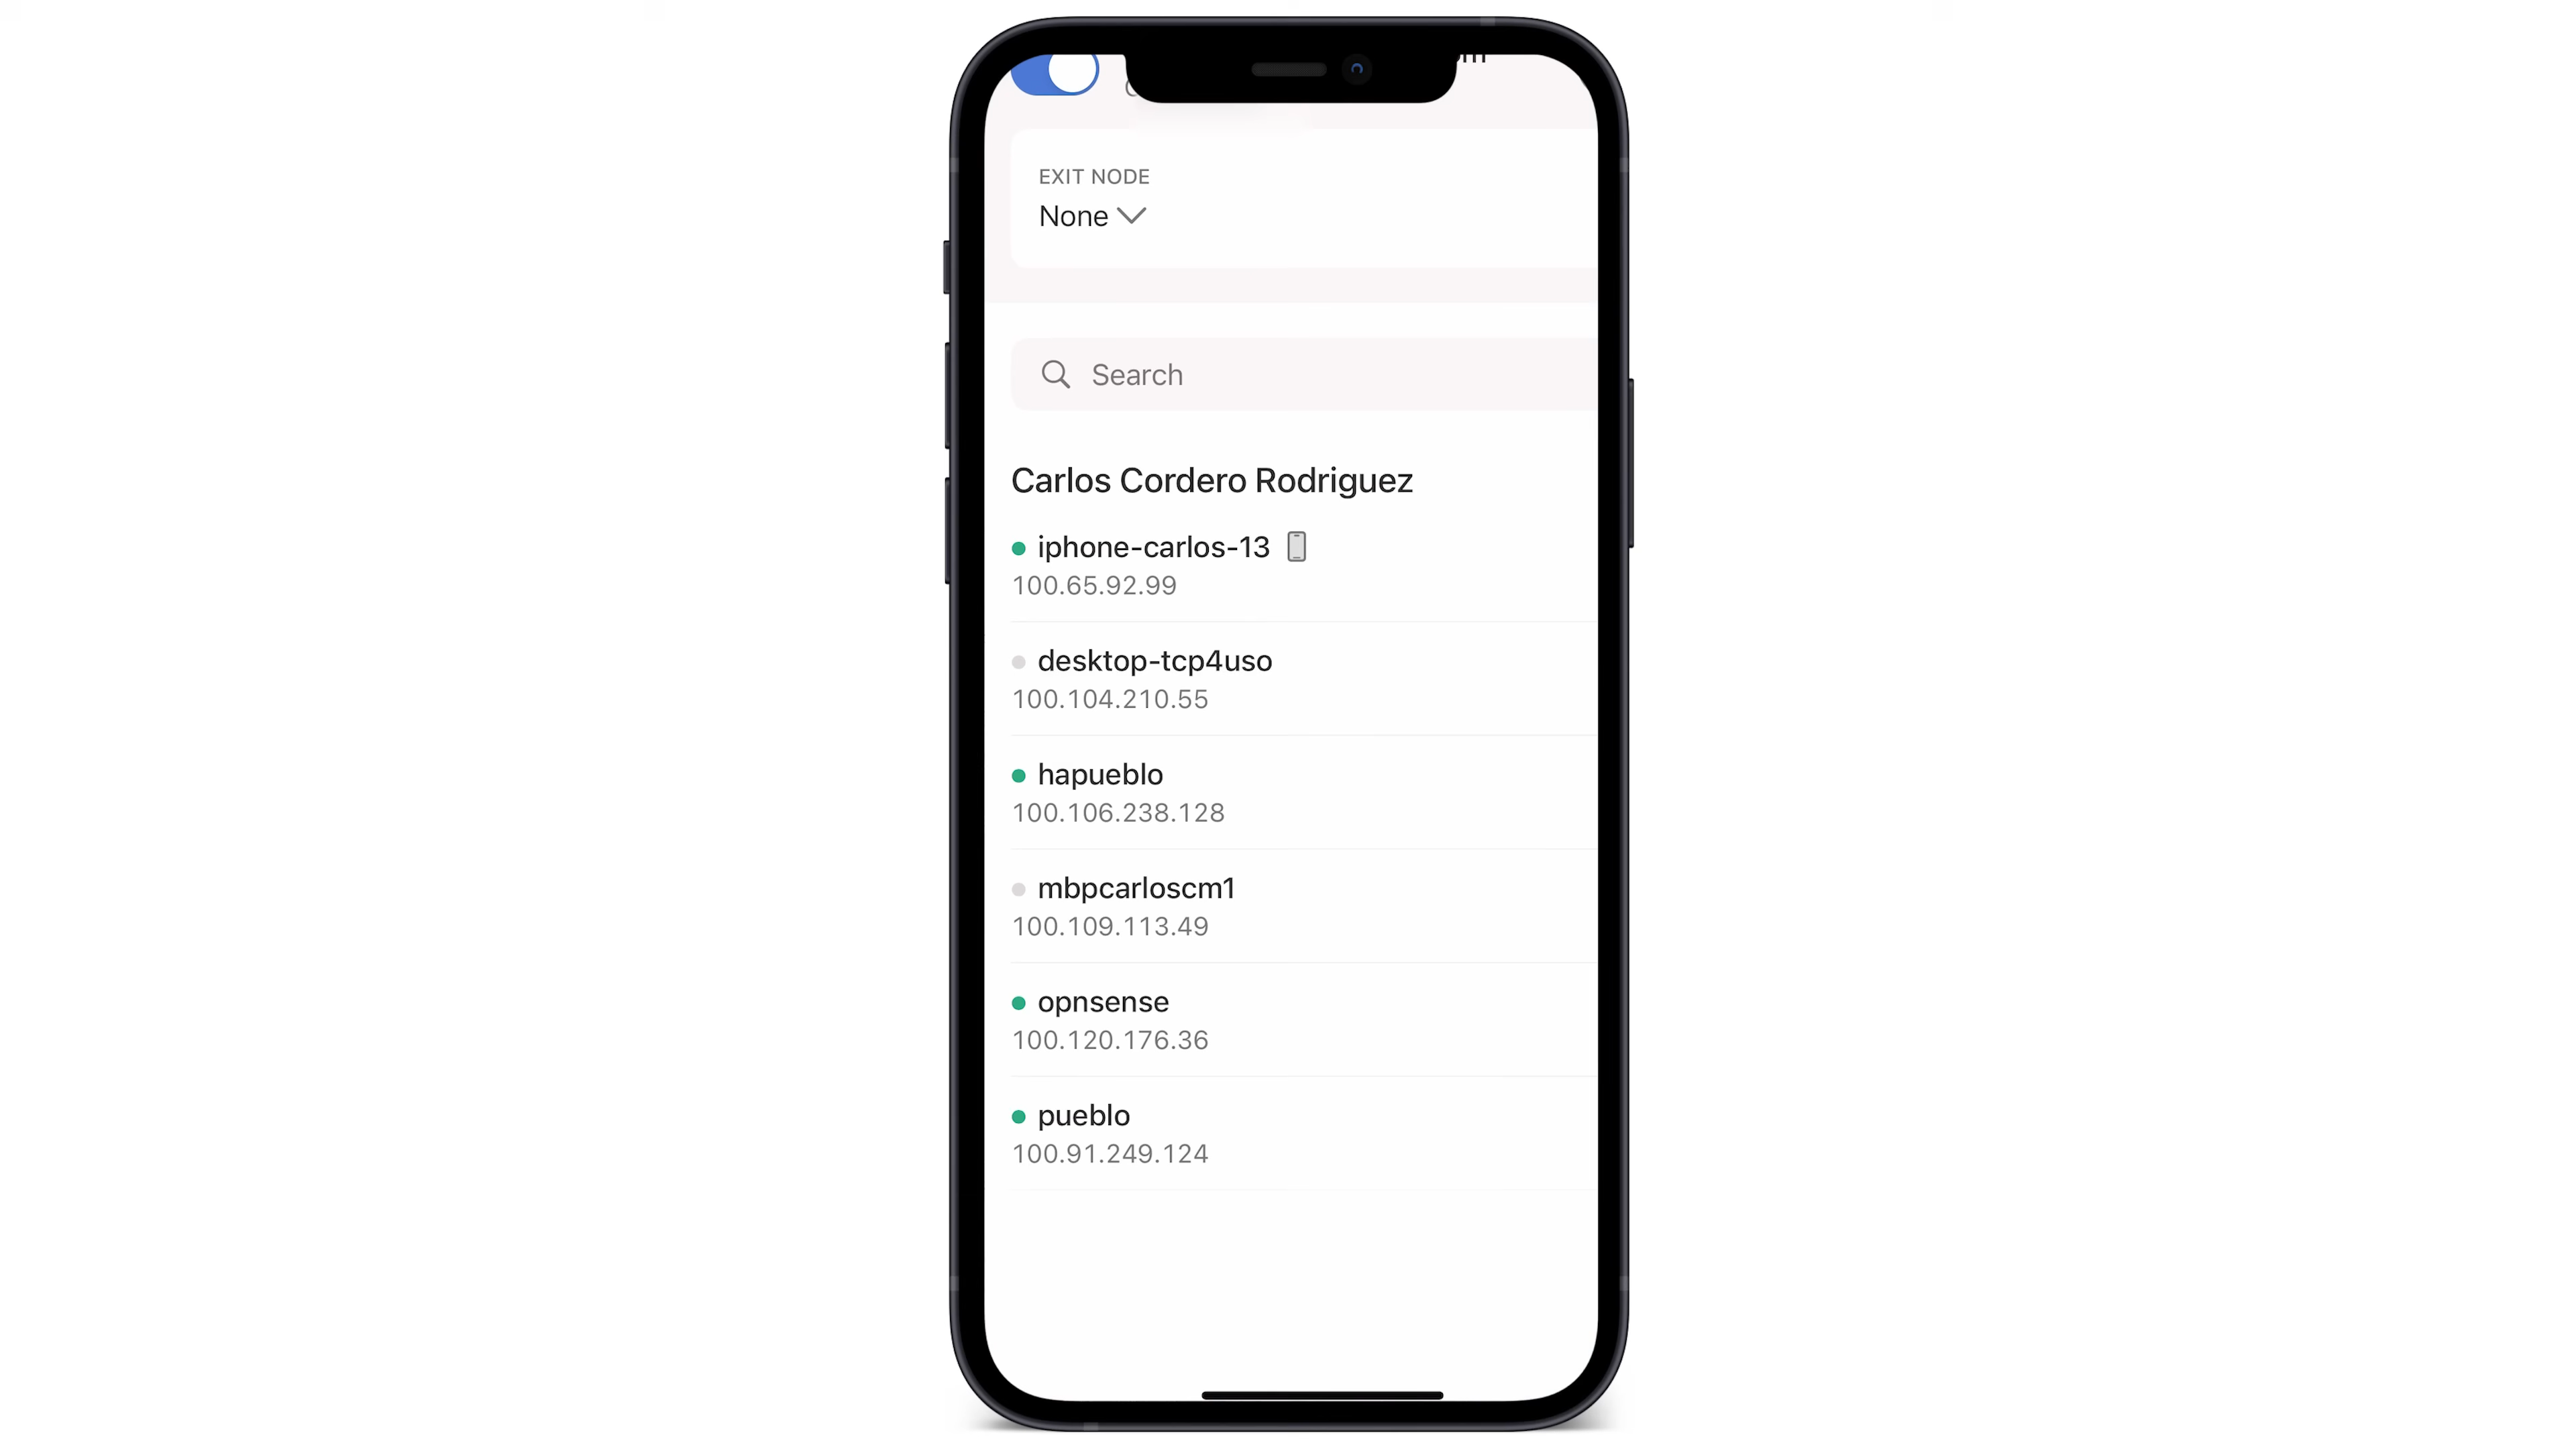 EXIT NODE
None
Search
Carlos Cordero Rodriguez
iphone-carlos-13
100.65.92.99
desktop-tcp4uso
100.104.210.55
hapueblo
100.106.238.128
mbpcarloscm1
100.109.113.49
opnsense
100.120.176.36
pueblo
100.91.249.124